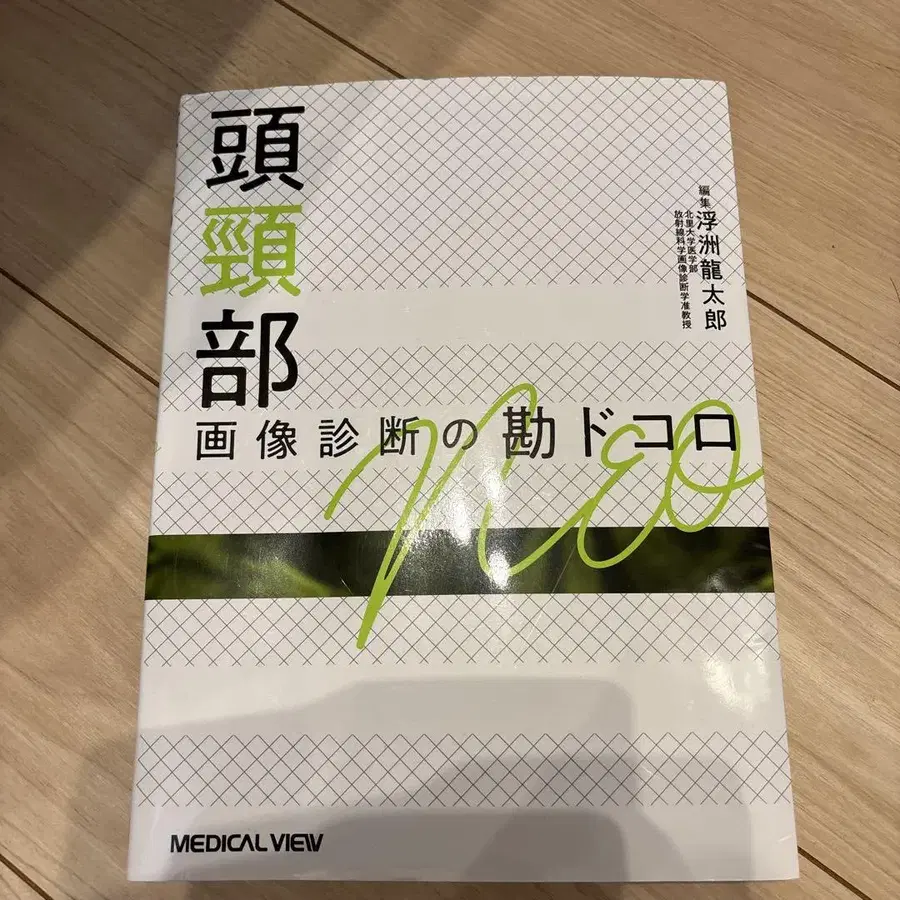 頭頸部
画像診断の勘ドコロ
neo
編集 浮洲龍太郎
北里大学医学部
放射線科学画像診断学准教授
MEDICAL VIEW